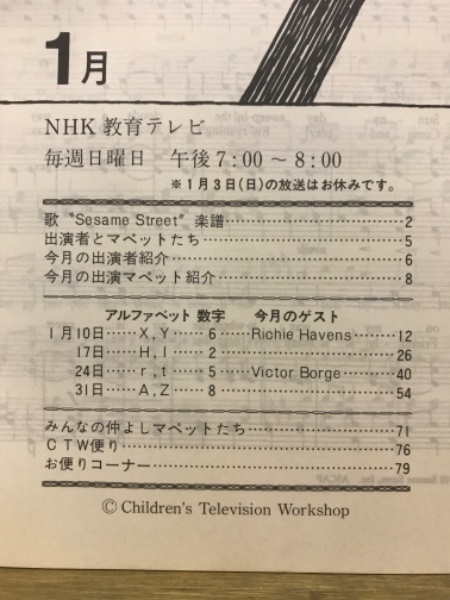 1月
NHK教育テレビ
毎週日曜日 午後7:00～8:00
※1月3日(日)の放送はお休みです。
歌“Sesame Street”楽譜……2
出演者とマペットたち……5
今月の出演者紹介……6
今月の出演マペット紹介……8
アルファベット 数字 今月のゲスト
1月10日……X,Y……6……Richie Havens……12
17日……H,I……2……26
24日……r,t……5……Victor Borge……40
31日……A,Z……8……54
みんなの仲よしマペットたち……71
CTW便り……76
お便りコーナー……79
© Children's Television Workshop